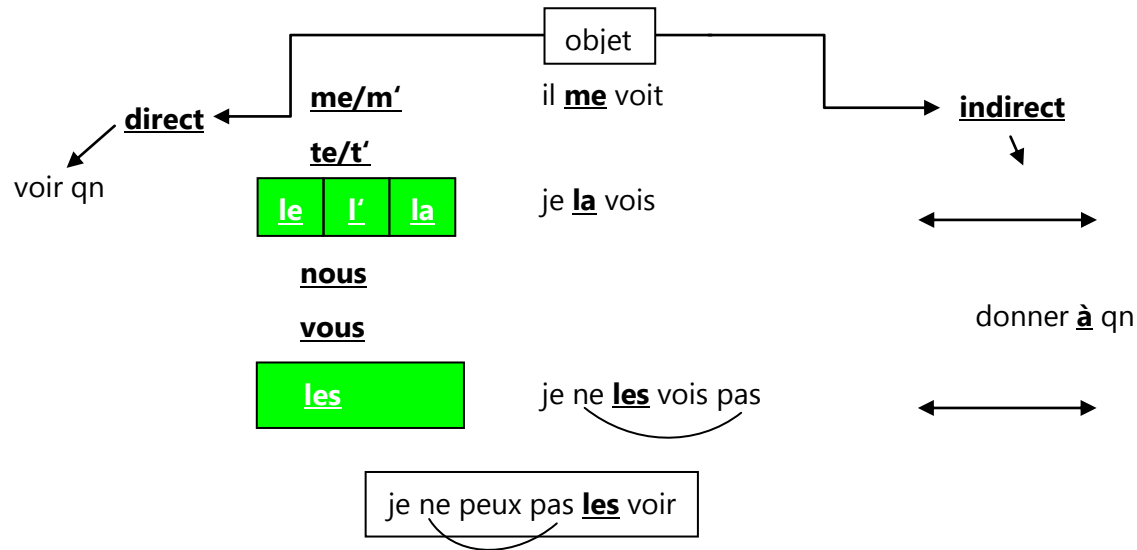 objet
me/m‘ il me voit
direct indirect
te/t‘
voir qn
le l‘ la je la vois
nous
vous donner à qn
les je ne les vois pas
je ne peux pas les voir